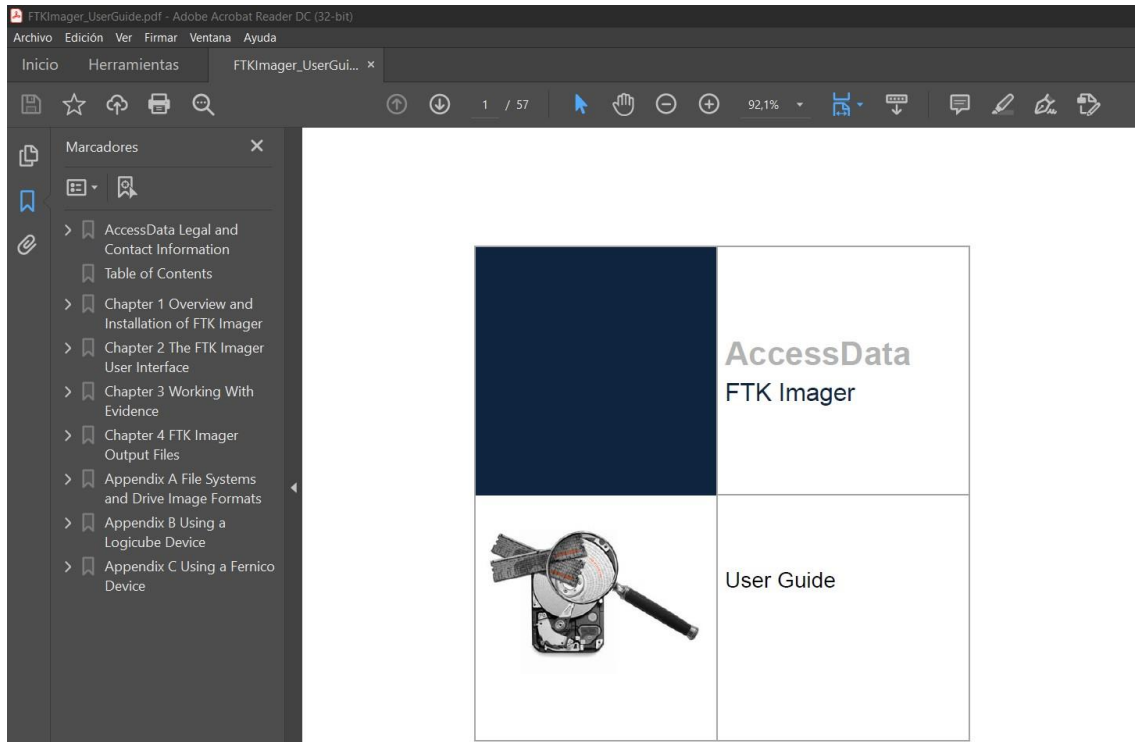 FTKImager_UserGuide.pdf - Adobe Acrobat Reader DC (32-bit)
Archivo Edición Ver Firmar Ventana Ayuda
Inicio Herramientas FTKImager_UserGui... ×
1 / 57 92,1%
Marcadores
AccessData Legal and
Contact Information
Table of Contents
Chapter 1 Overview and
Installation of FTK Imager
Chapter 2 The FTK Imager
User Interface
Chapter 3 Working With
Evidence
Chapter 4 FTK Imager
Output Files
Appendix A File Systems
and Drive Image Formats
Appendix B Using a
Logicube Device
Appendix C Using a Fernico
Device
AccessData
FTK Imager
User Guide